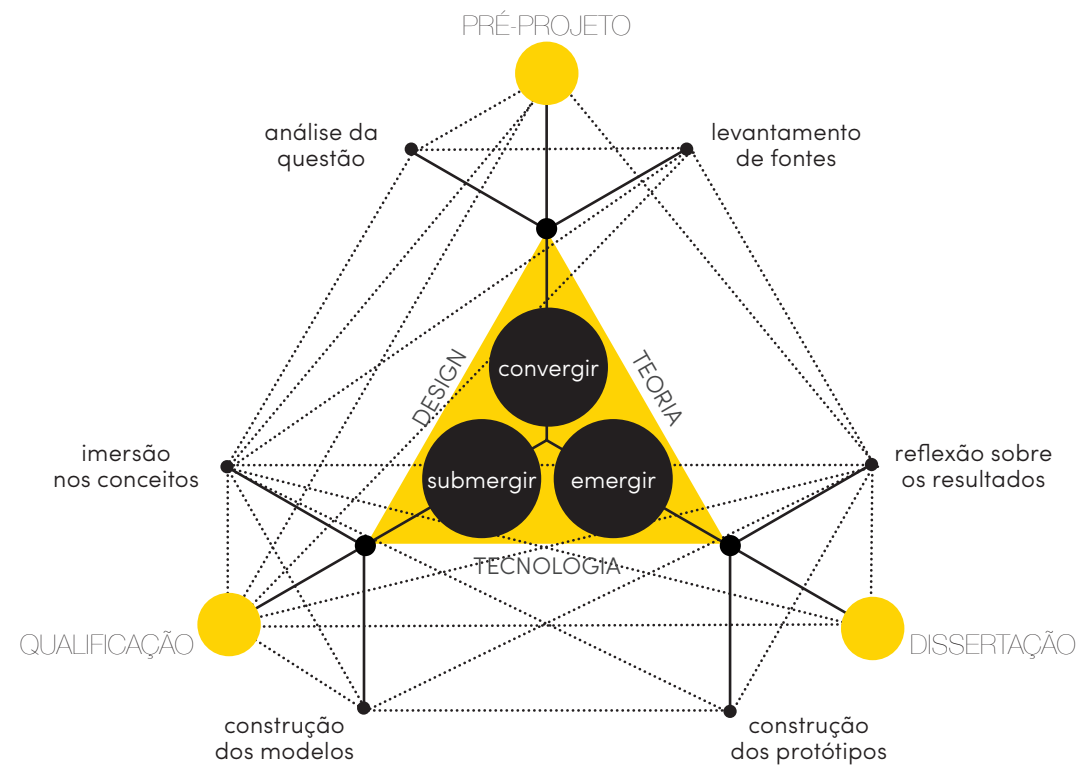 PRÉ-PROJETO
análise da
questão
levantamento
de fontes
convergir
DESIGN
TEORIA
imersão
nos conceitos
reflexão sobre
os resultados
submergir
emergir
TECNOLOGIA
QUALIFICAÇÃO
DISSERTAÇÃO
construção
dos modelos
construção
dos protótipos